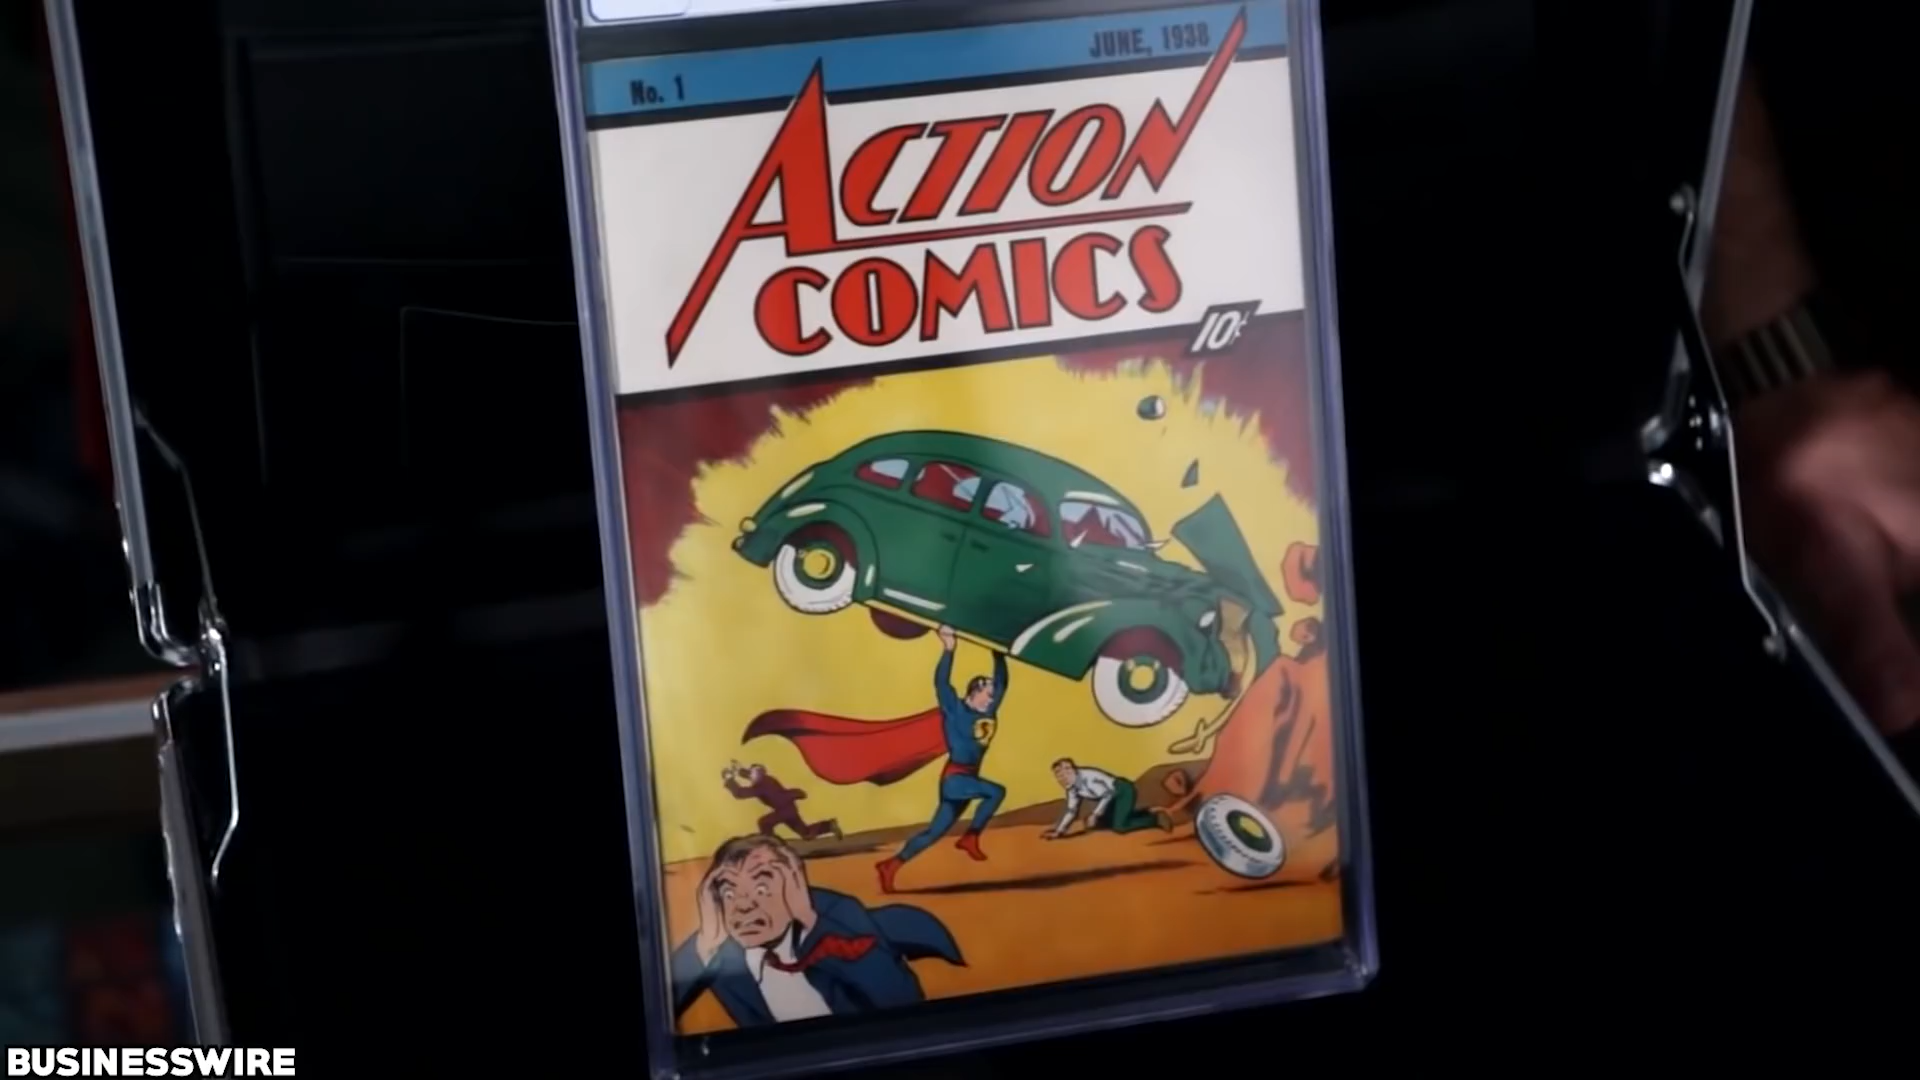 No. 1
JUNE, 1938
ACTION
COMICS
10¢
S
BUSINESSWIRE